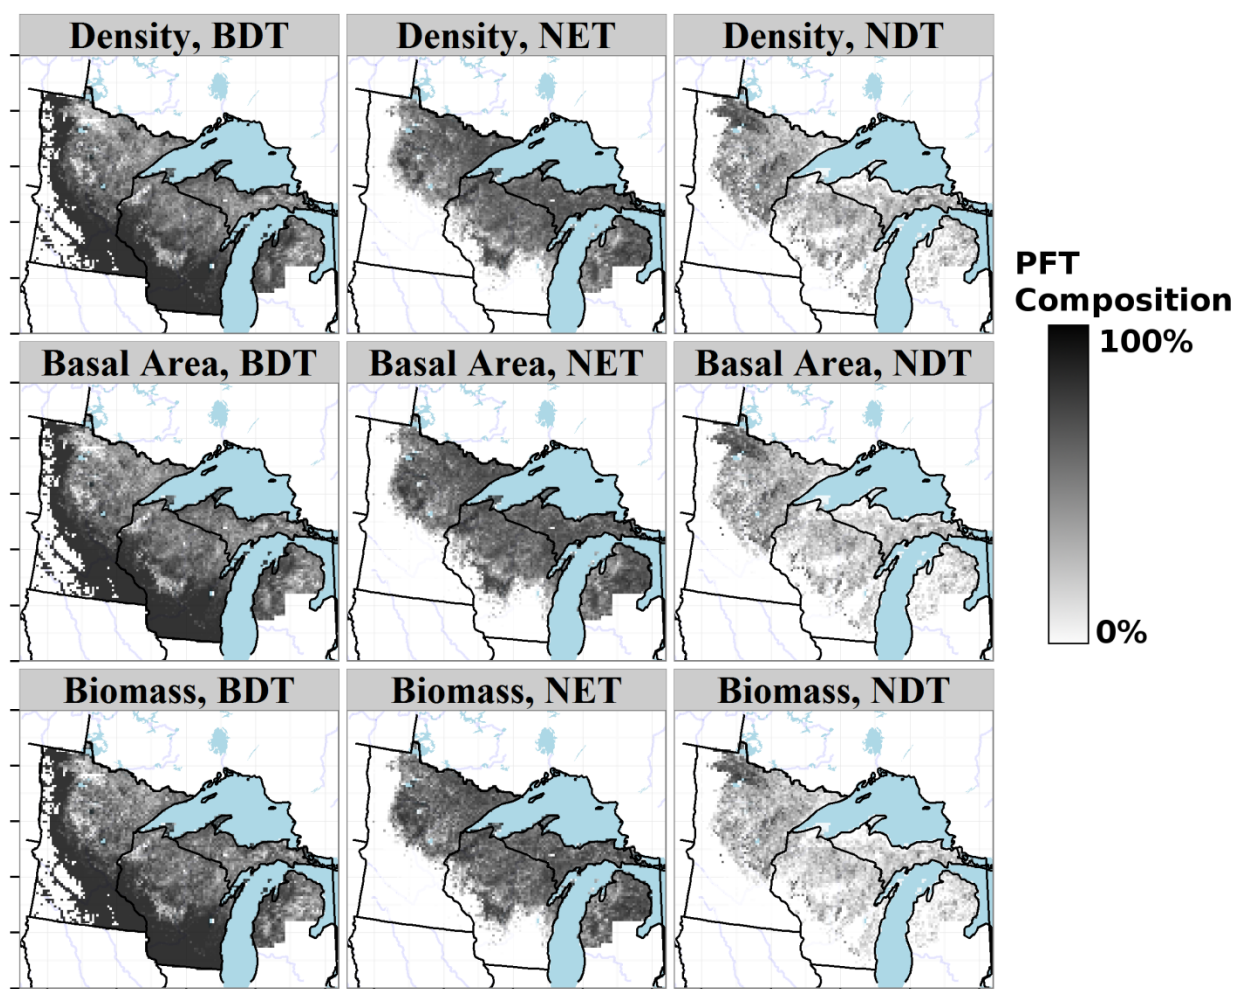 Density, BDT
Density, NET
Density, NDT
Basal Area, BDT
Basal Area, NET
Basal Area, NDT
Biomass, BDT
Biomass, NET
Biomass, NDT
PFT
Composition
100%
0%